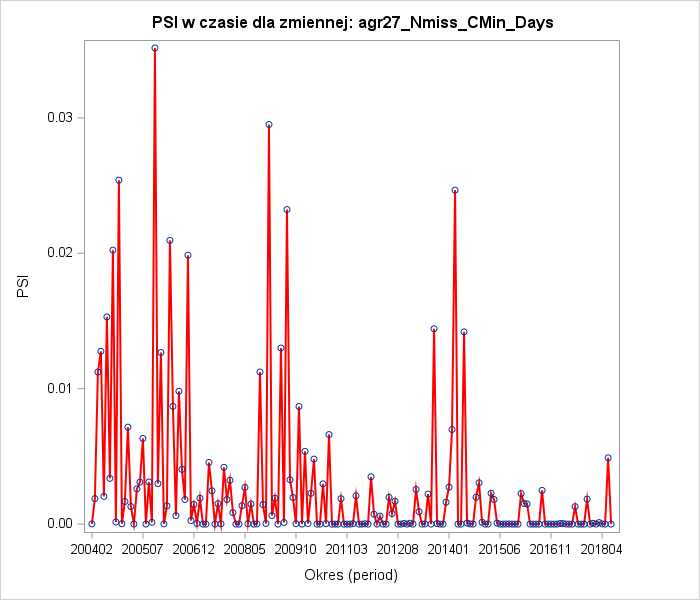 PSI w czasie dla zmiennej: agr27_Nmiss_CMin_Days
0.03
0.02
0.01
0.00
PSI
200402 200507 200612 200805 200910 201103 201208 201401 201506 201611 201804
Okres (period)